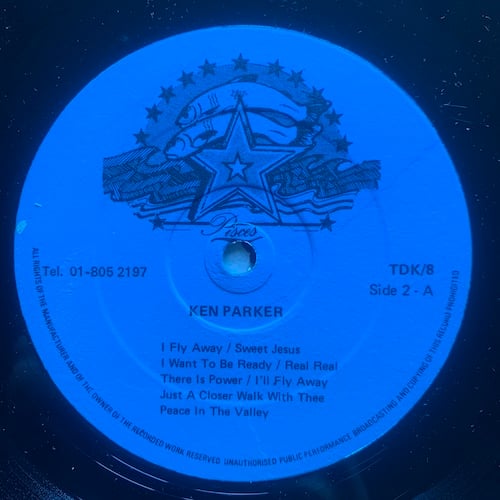 Pisces
Tel. 01-805 2197
TDK/8
Side 2 - A
KEN PARKER
I Fly Away / Sweet Jesus
I Want To Be Ready / Real Real
There Is Power / I'll Fly Away
Just A Closer Walk With Thee
Peace In The Valley
ALL RIGHTS OF THE MANUFACTURER AND OF THE OWNER OF THE RECORDED WORK RESERVED. UNAUTHORISED PUBLIC PERFORMANCE BROADCASTING AND COPYING OF THIS RECORD PROHIBITED